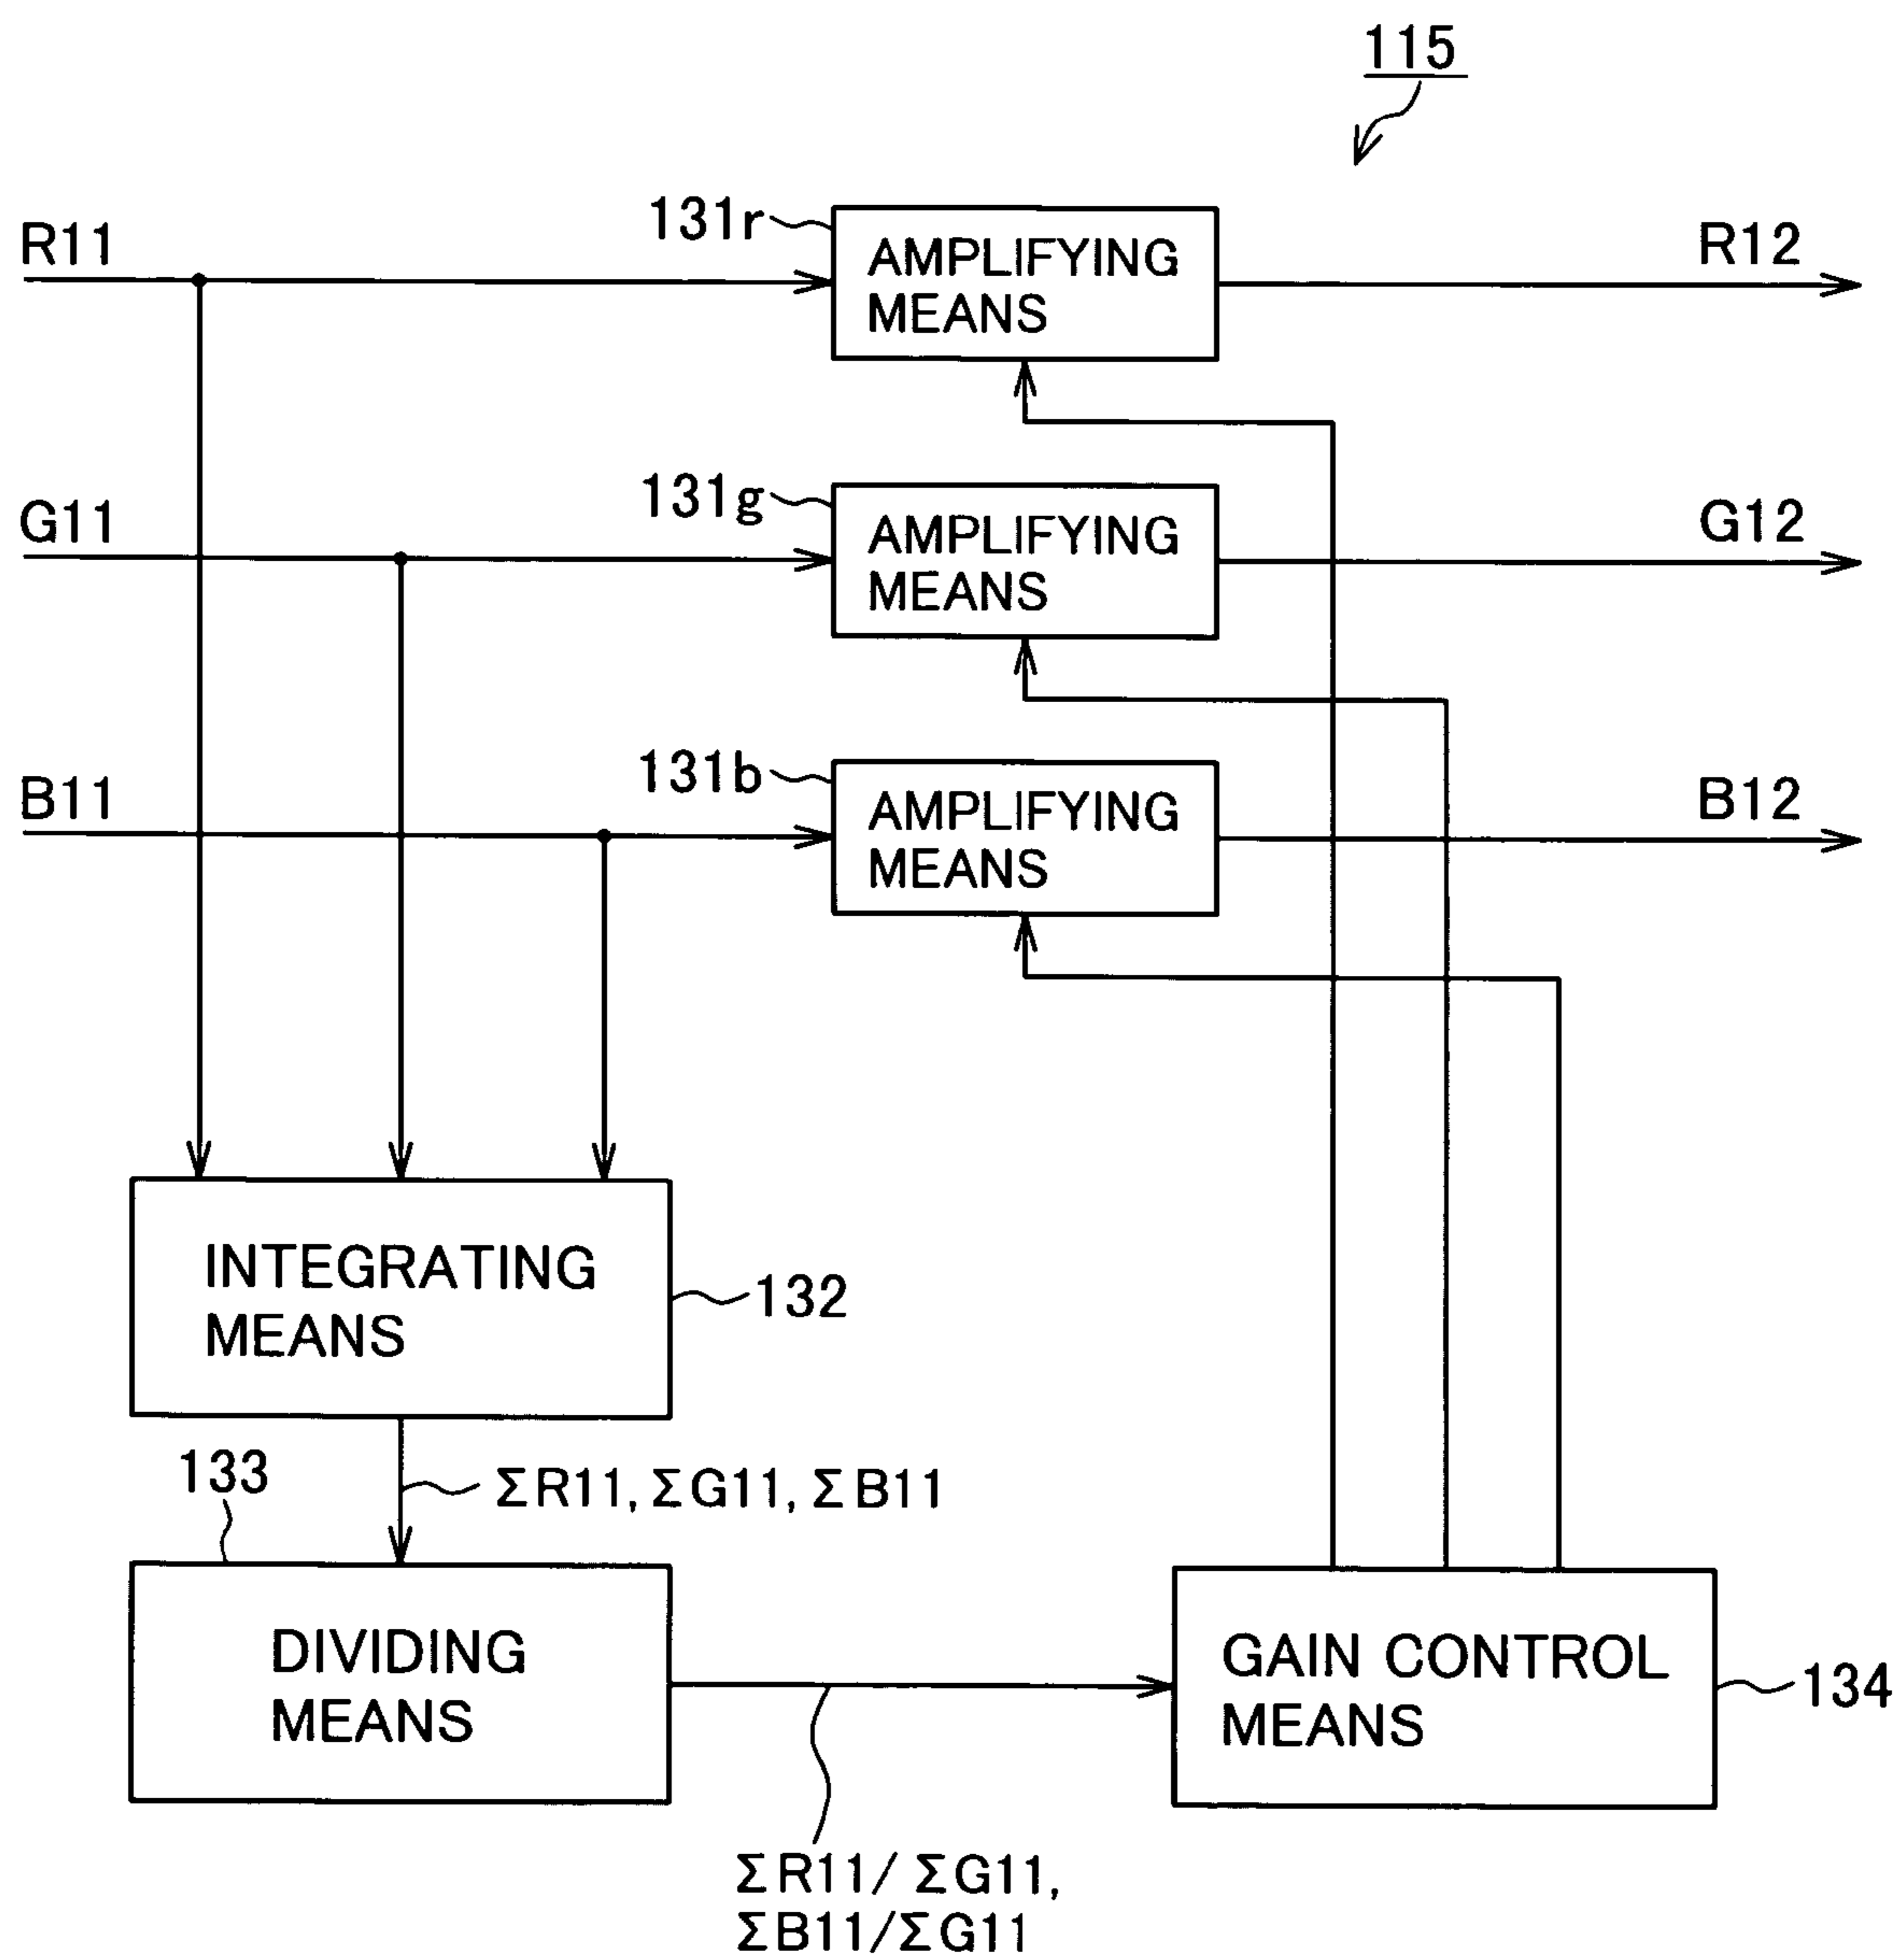 115
131r
R11
AMPLIFYING
MEANS
R12
131g
G11
AMPLIFYING
MEANS
G12
131b
B11
AMPLIFYING
MEANS
B12
INTEGRATING
MEANS
132
133
ΣR11, ΣG11, ΣB11
DIVIDING
MEANS
GAIN CONTROL
MEANS
134
ΣR11/ΣG11,
ΣB11/ΣG11